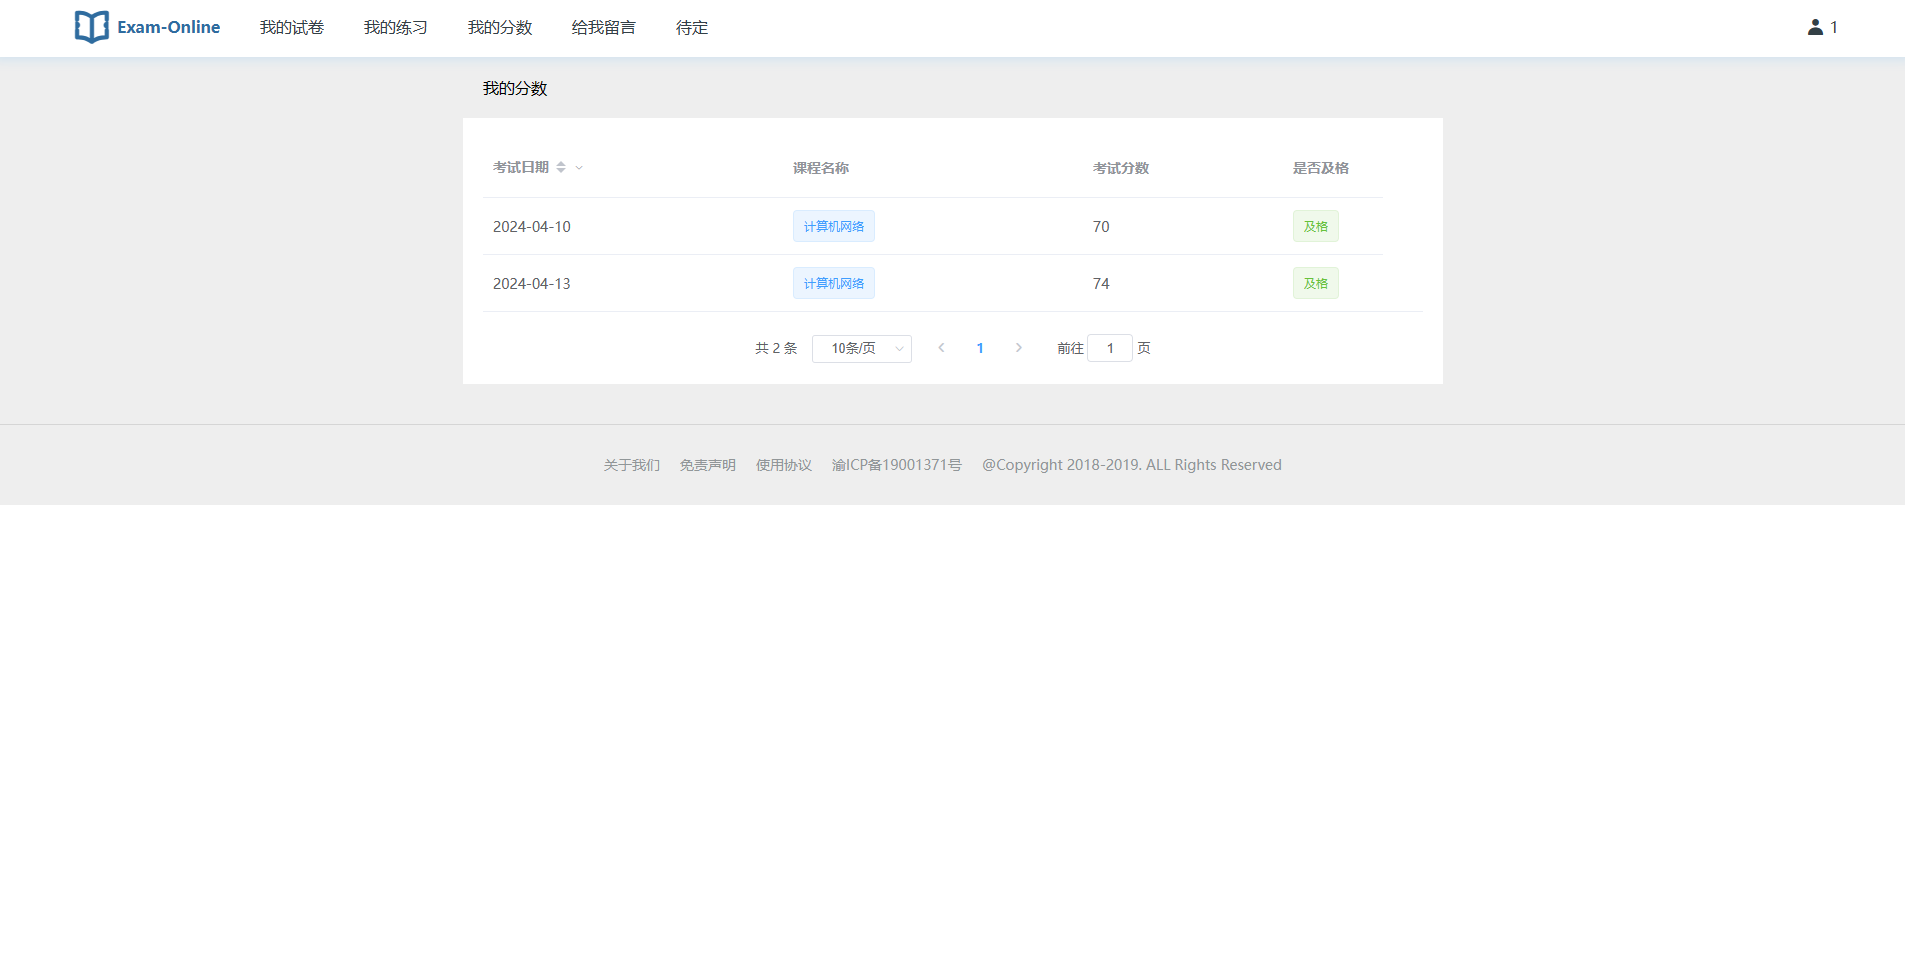 Exam-Online 我的试卷 我的练习 我的分数 给我留言 待定 1
我的分数
考试日期 课程名称 考试分数 是否及格
2024-04-10 计算机网络 70 及格
2024-04-13 计算机网络 74 及格
共 2 条 10条/页 1 前往 1 页
关于我们 免责声明 使用协议 渝ICP备19001371号 @Copyright 2018-2019. ALL Rights Reserved